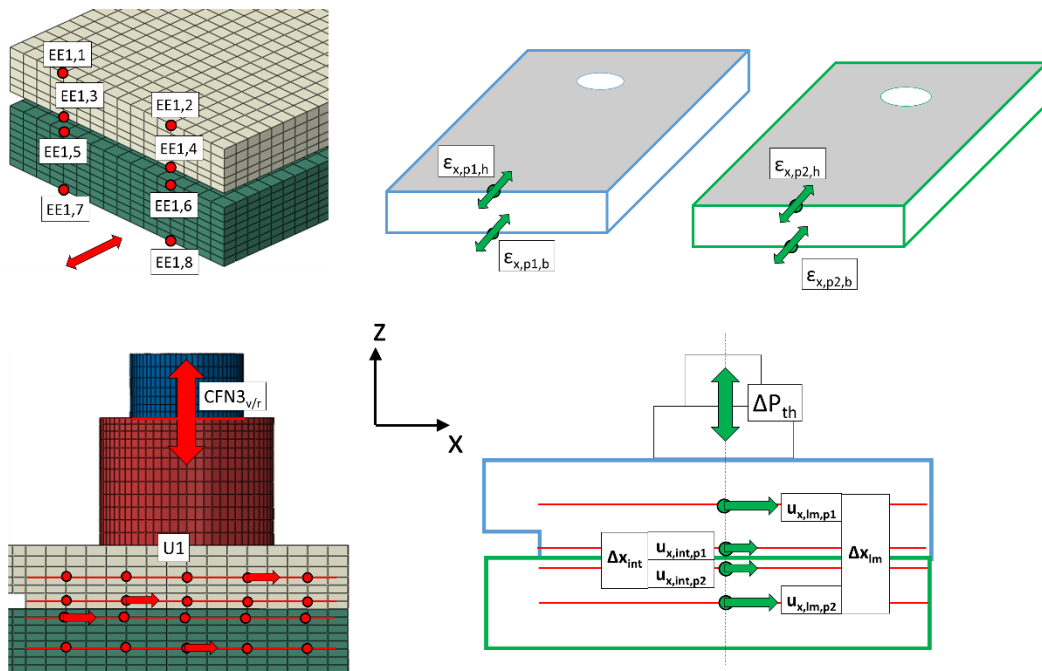 EE1,1
EE1,3
EE1,2
EE1,5
EE1,4
EE1,7
EE1,6
EE1,8
εx,p1,h
εx,p1,b
εx,p2,h
εx,p2,b
CFN3v/r
U1
Z
X
ΔPth
ux,lm,p1
Δxint
ux,int,p1
ux,int,p2
Δxlm
ux,lm,p2